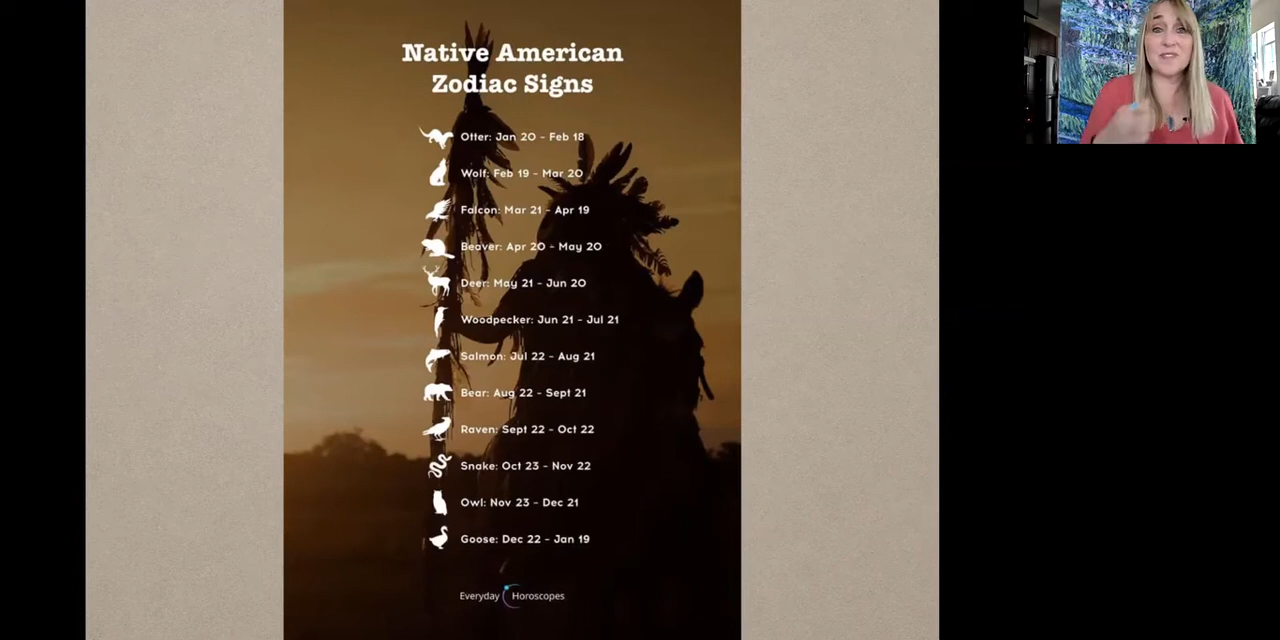 Native American
Zodiac Signs
Otter: Jan 20 - Feb 18
Wolf: Feb 19 - Mar 20
Falcon: Mar 21 - Apr 19
Beaver: Apr 20 - May 20
Deer: May 21 - Jun 20
Woodpecker: Jun 21 - Jul 21
Salmon: Jul 22 - Aug 21
Bear: Aug 22 - Sept 21
Raven: Sept 22 - Oct 22
Snake: Oct 23 - Nov 22
Owl: Nov 23 - Dec 21
Goose: Dec 22 - Jan 19
Everyday Horoscopes